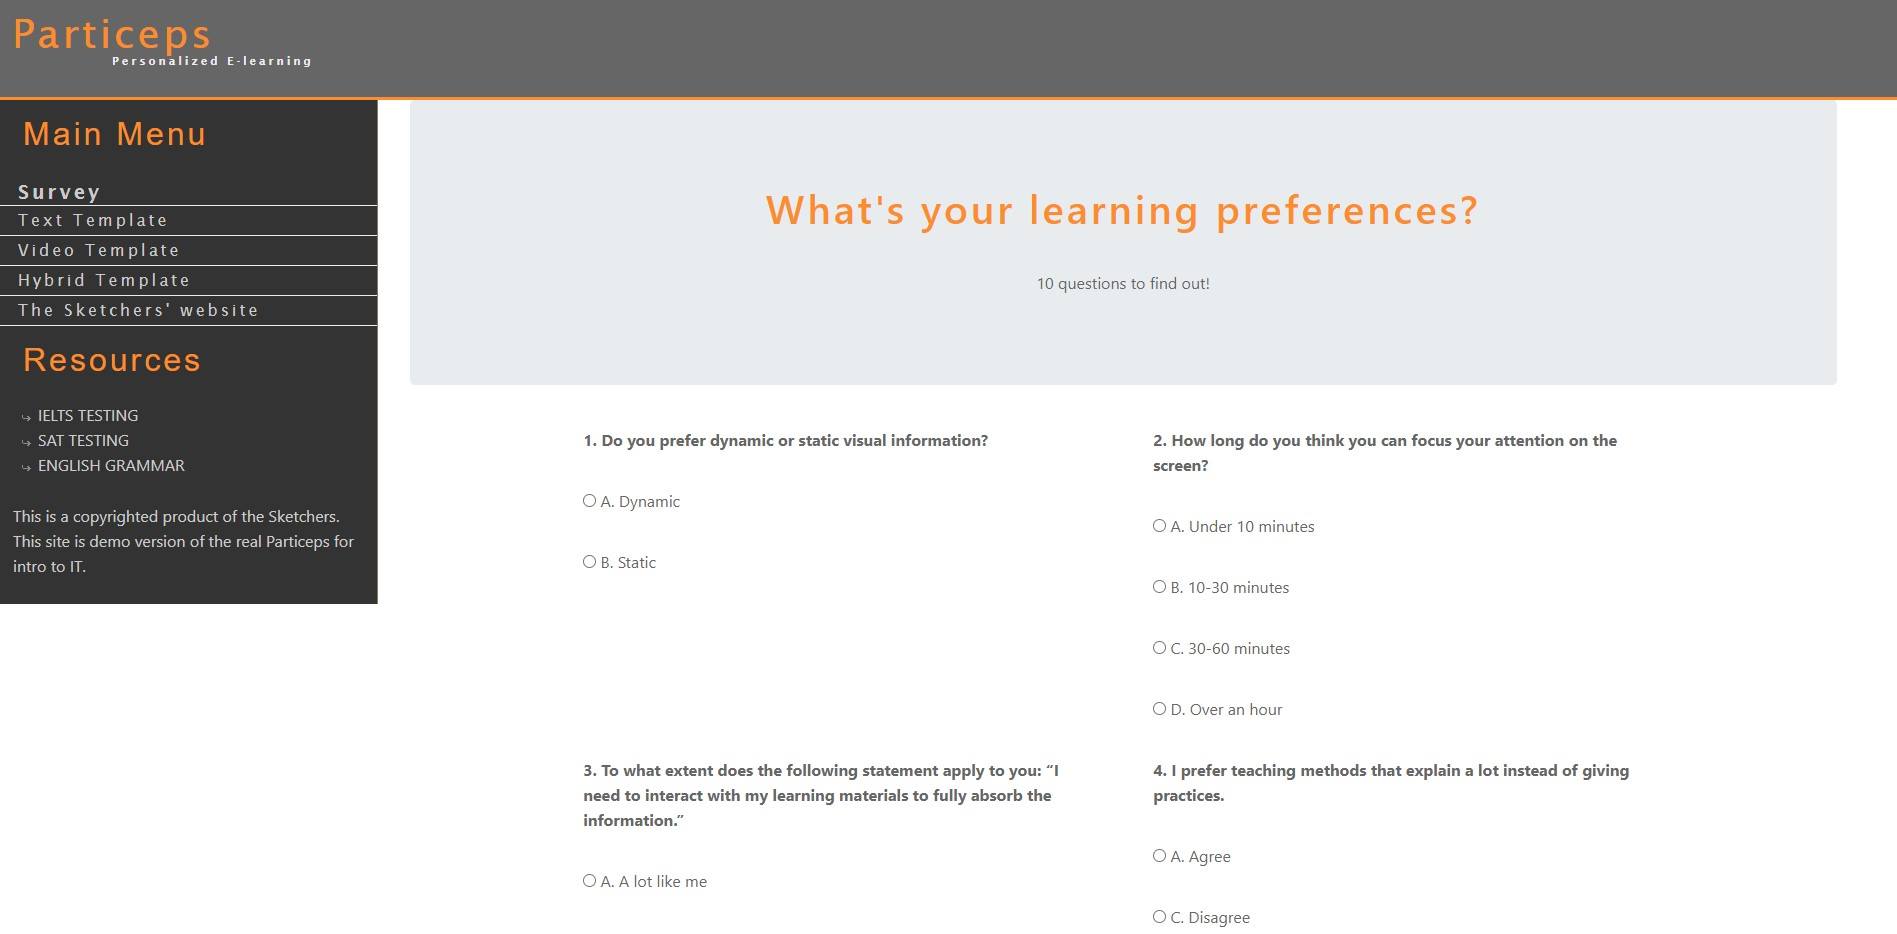 Particeps
Personalized E-learning
Main Menu
Survey
Text Template
Video Template
Hybrid Template
The Sketchers' website
Resources
IELTS TESTING
SAT TESTING
ENGLISH GRAMMAR
This is a copyrighted product of the Sketchers.
This site is demo version of the real Particeps for
intro to IT.
What's your learning preferences?
10 questions to find out!
1. Do you prefer dynamic or static visual information?
A. Dynamic
B. Static
2. How long do you think you can focus your attention on the
screen?
A. Under 10 minutes
B. 10-30 minutes
C. 30-60 minutes
D. Over an hour
3. To what extent does the following statement apply to you: “I
need to interact with my learning materials to fully absorb the
information.”
A. A lot like me
4. I prefer teaching methods that explain a lot instead of giving
practices.
A. Agree
C. Disagree